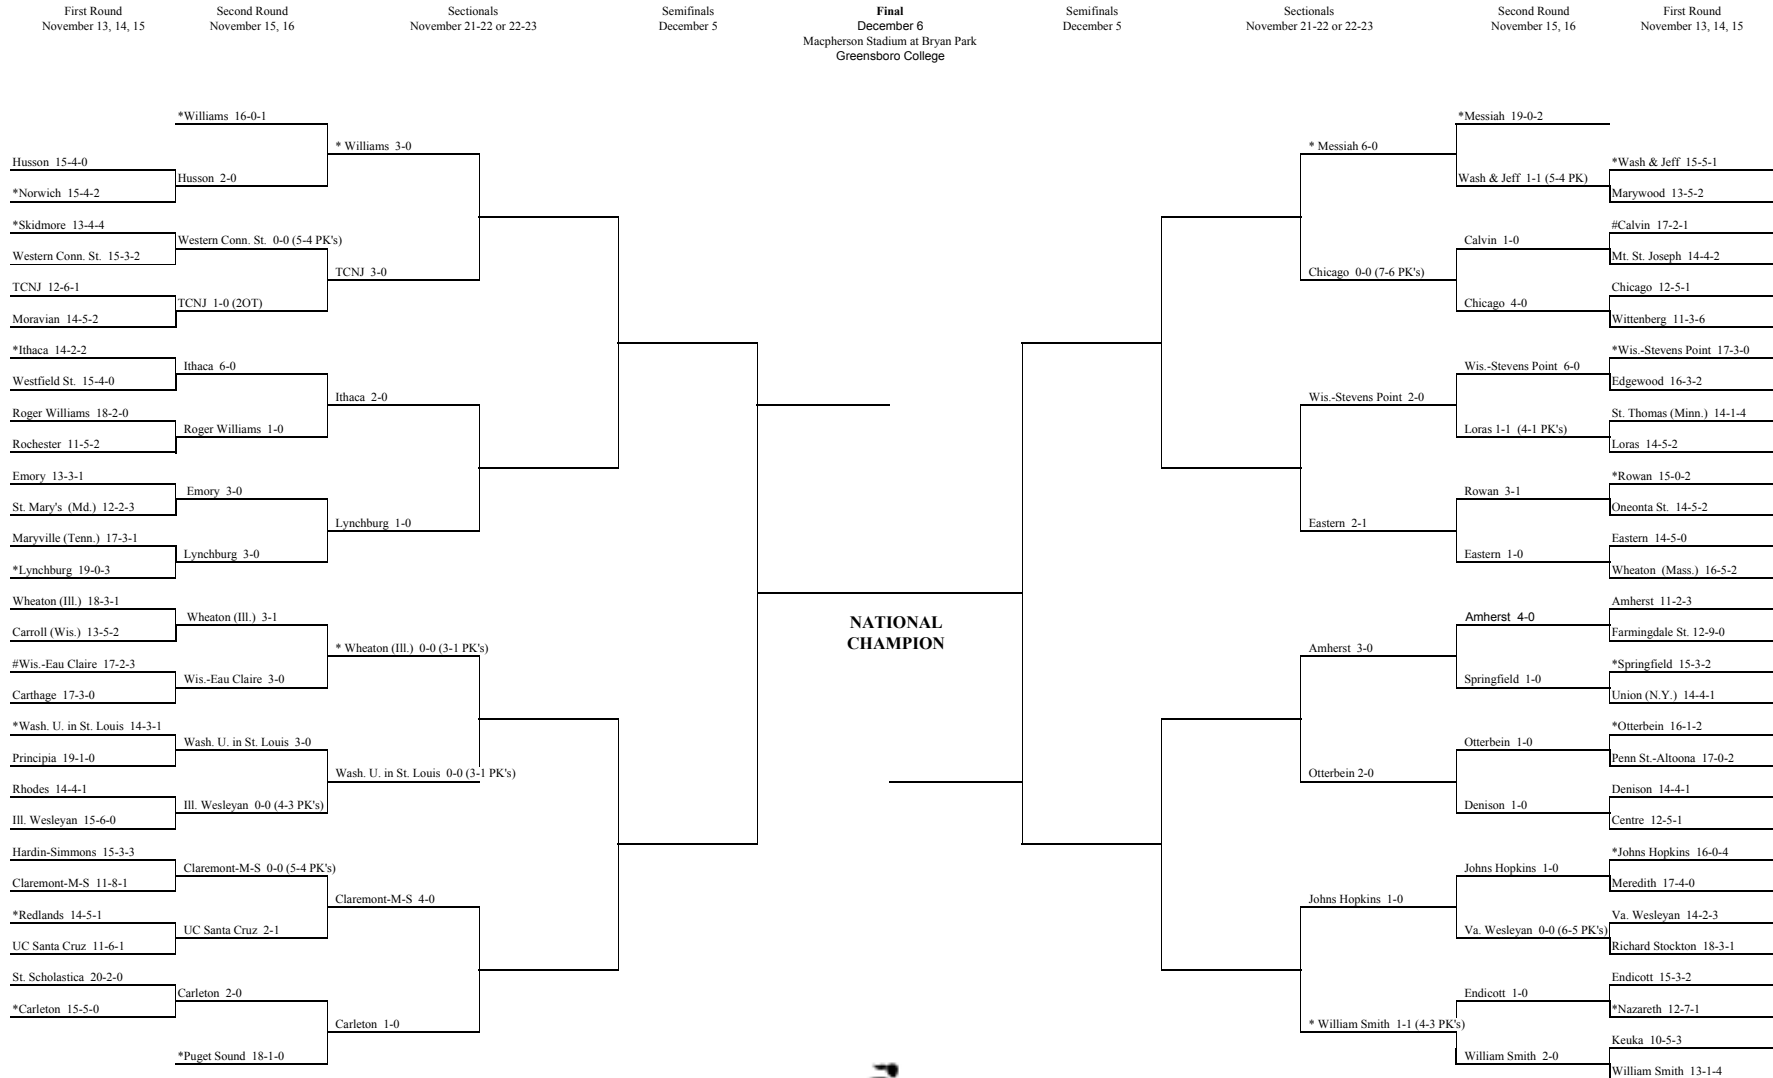 First Round
November 13, 14, 15
Second Round
November 15, 16
Sectionals
November 21-22 or 22-23
Semifinals
December 5
Final
December 6
Macpherson Stadium at Bryan Park
Greensboro College
Semifinals
December 5
Sectionals
November 21-22 or 22-23
Second Round
November 15, 16
First Round
November 13, 14, 15
Husson 15-4-0
*Norwich 15-4-2
*Skidmore 13-4-4
Western Conn. St. 15-3-2
TCNJ 12-6-1
Moravian 14-5-2
*Ithaca 14-2-2
Westfield St. 15-4-0
Roger Williams 18-2-0
Rochester 11-5-2
Emory 13-3-1
St. Mary's (Md.) 12-2-3
Maryville (Tenn.) 17-3-1
*Lynchburg 19-0-3
Wheaton (Ill.) 18-3-1
Carroll (Wis.) 13-5-2
#Wis.-Eau Claire 17-2-3
Carthage 17-3-0
*Wash. U. in St. Louis 14-3-1
Principia 19-1-0
Rhodes 14-4-1
Ill. Wesleyan 15-6-0
Hardin-Simmons 15-3-3
Claremont-M-S 11-8-1
*Redlands 14-5-1
UC Santa Cruz 11-6-1
St. Scholastica 20-2-0
*Carleton 15-5-0
*Williams 16-0-1
Husson 2-0
Western Conn. St. 0-0 (5-4 PK's)
TCNJ 1-0 (2OT)
Ithaca 6-0
Roger Williams 1-0
Emory 3-0
Lynchburg 3-0
Wheaton (Ill.) 3-1
Wis.-Eau Claire 3-0
Wash. U. in St. Louis 3-0
Ill. Wesleyan 0-0 (4-3 PK's)
Claremont-M-S 0-0 (5-4 PK's)
UC Santa Cruz 2-1
Carleton 2-0
*Puget Sound 18-1-0
* Williams 3-0
TCNJ 3-0
Ithaca 2-0
Lynchburg 1-0
* Wheaton (Ill.) 0-0 (3-1 PK's)
Wash. U. in St. Louis 0-0 (3-1 PK's)
Claremont-M-S 4-0
Carleton 1-0
NATIONAL
CHAMPION
* Messiah 6-0
Chicago 0-0 (7-6 PK's)
Wis.-Stevens Point 2-0
Eastern 2-1
Amherst 3-0
Otterbein 2-0
Johns Hopkins 1-0
* William Smith 1-1 (4-3 PK's)
*Messiah 19-0-2
Wash & Jeff 1-1 (5-4 PK)
Calvin 1-0
Chicago 4-0
Wis.-Stevens Point 6-0
Loras 1-1 (4-1 PK's)
Rowan 3-1
Eastern 1-0
Amherst 4-0
Springfield 1-0
Otterbein 1-0
Denison 1-0
Johns Hopkins 1-0
Va. Wesleyan 0-0 (6-5 PK's)
Endicott 1-0
William Smith 2-0
*Wash & Jeff 15-5-1
Marywood 13-5-2
#Calvin 17-2-1
Mt. St. Joseph 14-4-2
Chicago 12-5-1
Wittenberg 11-3-6
*Wis.-Stevens Point 17-3-0
Edgewood 16-3-2
St. Thomas (Minn.) 14-1-4
Loras 14-5-2
*Rowan 15-0-2
Oneonta St. 14-5-2
Eastern 14-5-0
Wheaton (Mass.) 16-5-2
Amherst 11-2-3
Farmingdale St. 12-9-0
*Springfield 15-3-2
Union (N.Y.) 14-4-1
*Otterbein 16-1-2
Penn St.-Altoona 17-0-2
Denison 14-4-1
Centre 12-5-1
*Johns Hopkins 16-0-4
Meredith 17-4-0
Va. Wesleyan 14-2-3
Richard Stockton 18-3-1
Endicott 15-3-2
*Nazareth 12-7-1
Keuka 10-5-3
William Smith 13-1-4